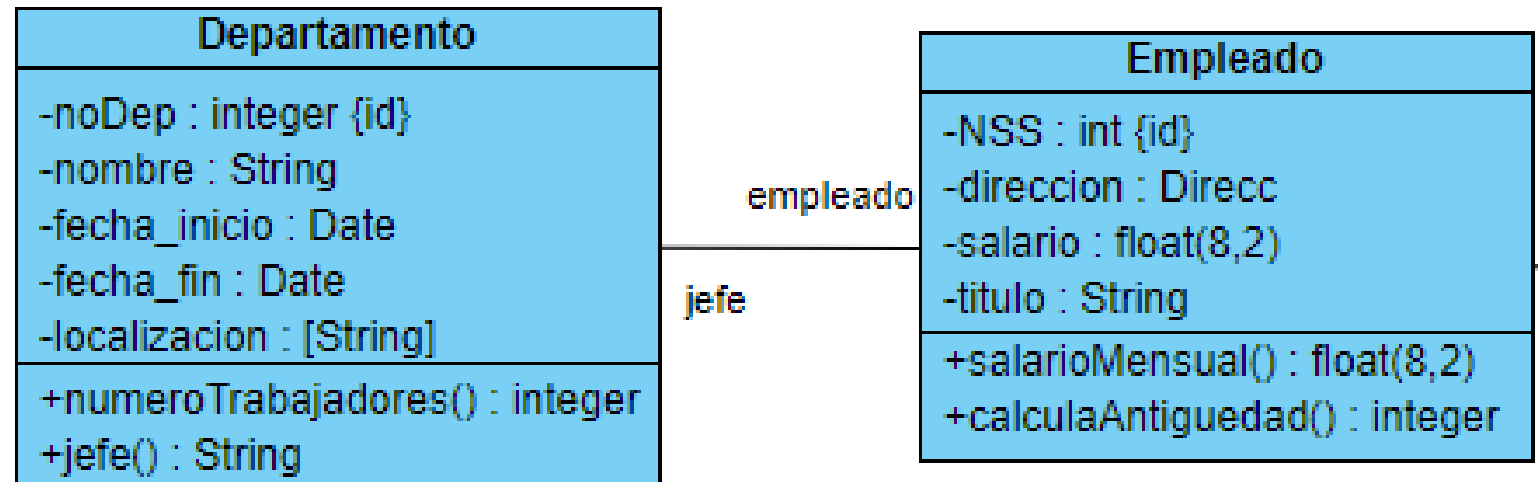 Departamento
-noDep : integer {id}
-nombre : String
-fecha_inicio : Date
-fecha_fin : Date
-localizacion : [String]
+numeroTrabajadores() : integer
+jefe() : String
empleado
jefe
Empleado
-NSS : int {id}
-direccion : Direcc
-salario : float(8,2)
-titulo : String
+salarioMensual() : float(8,2)
+calculaAntiguedad() : integer